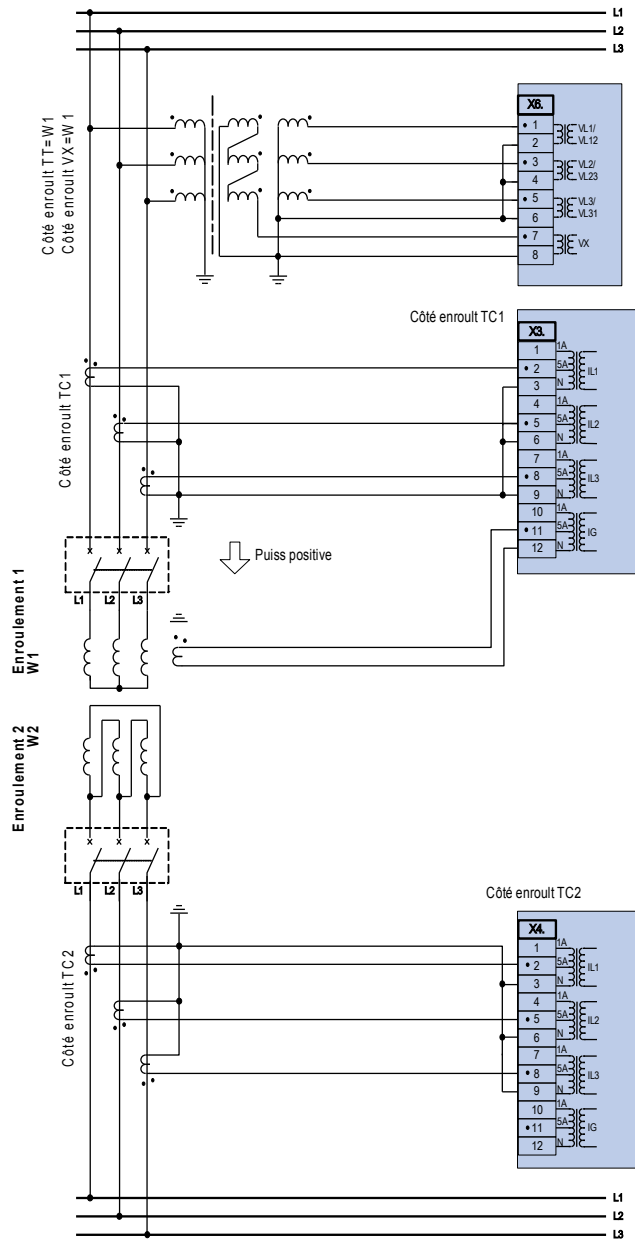 L1
L2
L3
Côté enroult TT=W1
Côté enroult VX=W1
X6.
1
2
3
4
5
6
7
8
VL1/
VL12
VL2/
VL23
VL3/
VL31
VX
Côté enroult TC1
Côté enroult TC1
X3.
1 1A
2 5A IL1
3 N
4 1A
5 5A IL2
6 N
7 1A
8 5A IL3
9 N
10 1A
11 5A IG
12 N
Puiss positive
L1 L2 L3
Enroulement 1
W1
Enroulement 2
W2
L1 L2 L3
Côté enroult TC2
Côté enroult TC2
X4.
1 1A
2 5A IL1
3 N
4 1A
5 5A IL2
6 N
7 1A
8 5A IL3
9 N
10 1A
11 5A IG
12 N
L1
L2
L3